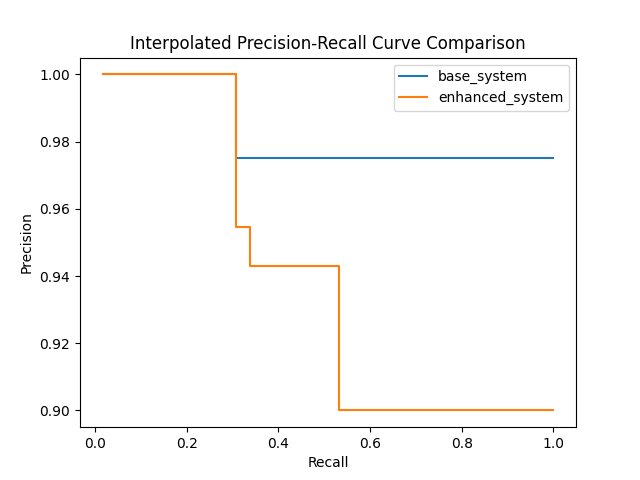 Interpolated Precision-Recall Curve Comparison
base_system
enhanced_system
1.00
0.98
0.96
0.94
0.92
0.90
Precision
0.0 0.2 0.4 0.6 0.8 1.0
Recall